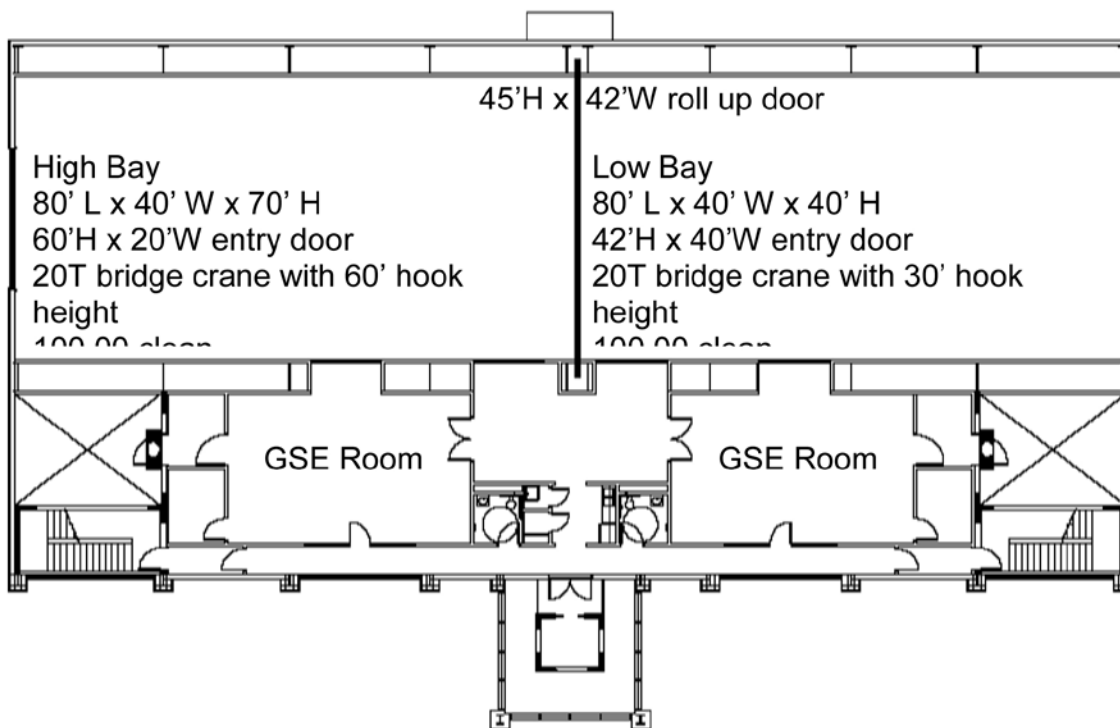 45’H x 42’W roll up door
High Bay
80’ L x 40’ W x 70’ H
60’H x 20’W entry door
20T bridge crane with 60’ hook
height
Low Bay
80’ L x 40’ W x 40’ H
42’H x 40’W entry door
20T bridge crane with 30’ hook
height
GSE Room
GSE Room